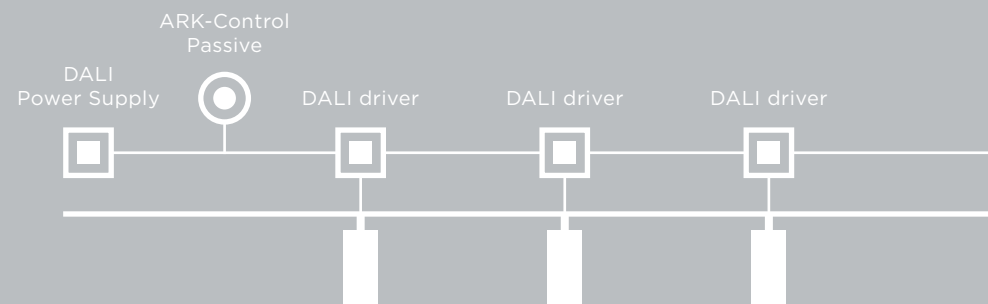 ARK-Control
Passive
DALI
Power Supply
DALI driver
DALI driver
DALI driver